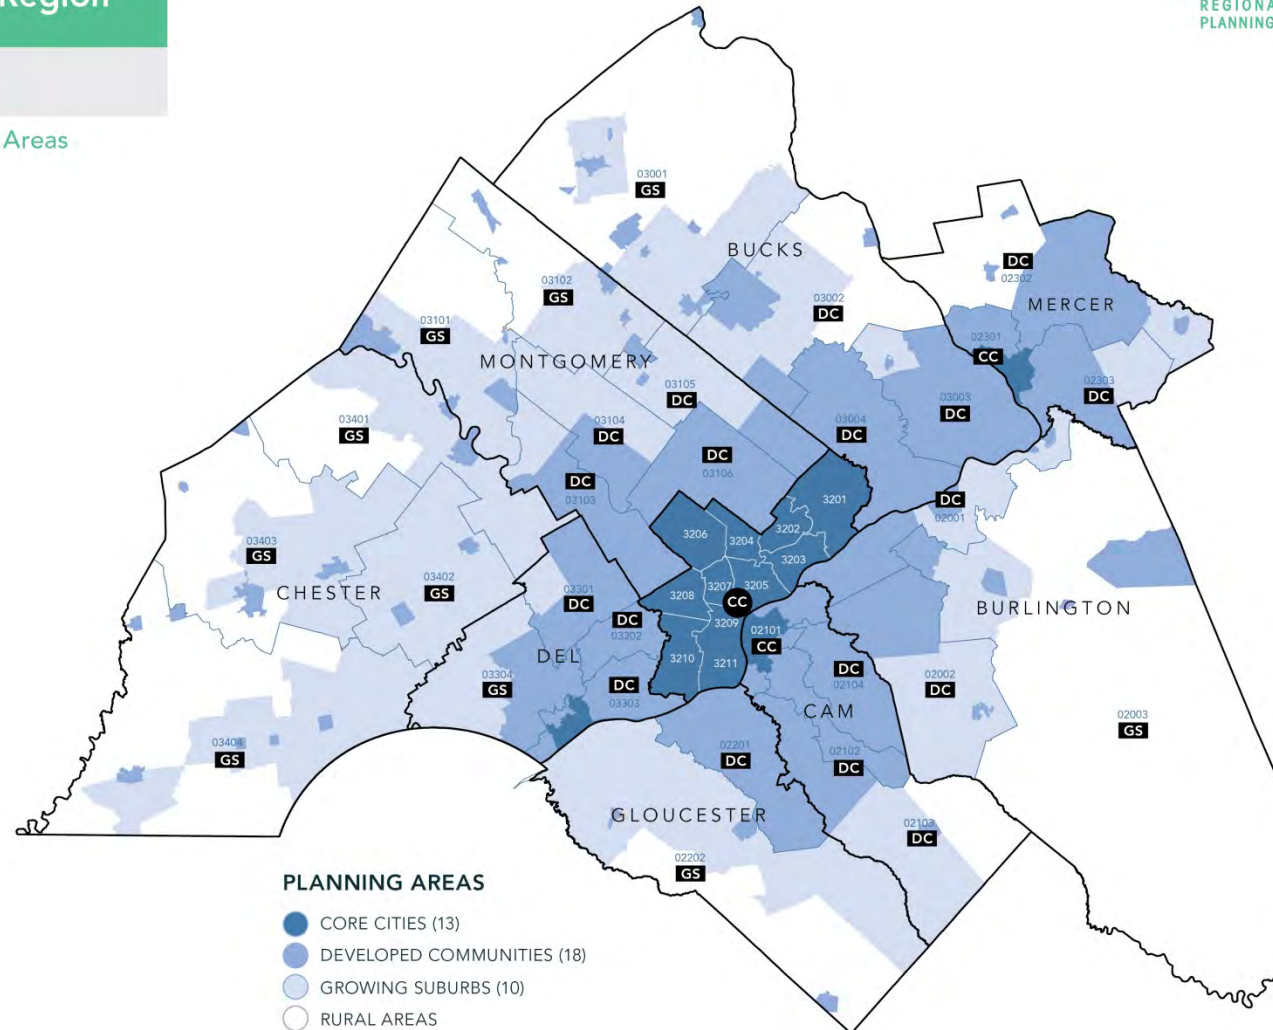 Region
REGIONA
PLANNING
Areas
03001
GS
BUCKS
DC
02302
03102
GS
03002
DC
MERCER
03101
GS
02301
CC
MONTGOMERY
03105
DC
02303
DC
03003
DC
03401
GS
03104
DC
03004
DC
DC
03106
DC
03103
3201
DC
02001
3206
3204
3202
3203
03403
GS
CHESTER
03402
GS
03301
DC
3208
3207
3205
CC
BURLINGTON
DC
03302
3209
02101
CC
DEL
3210
3211
03304
GS
DC
03303
DC
02104
02002
DC
CAM
02003
GS
03404
GS
02201
DC
02102
DC
GLOUCESTER
02103
DC
02202
GS
PLANNING AREAS
CORE CITIES (13)
DEVELOPED COMMUNITIES (18)
GROWING SUBURBS (10)
RURAL AREAS